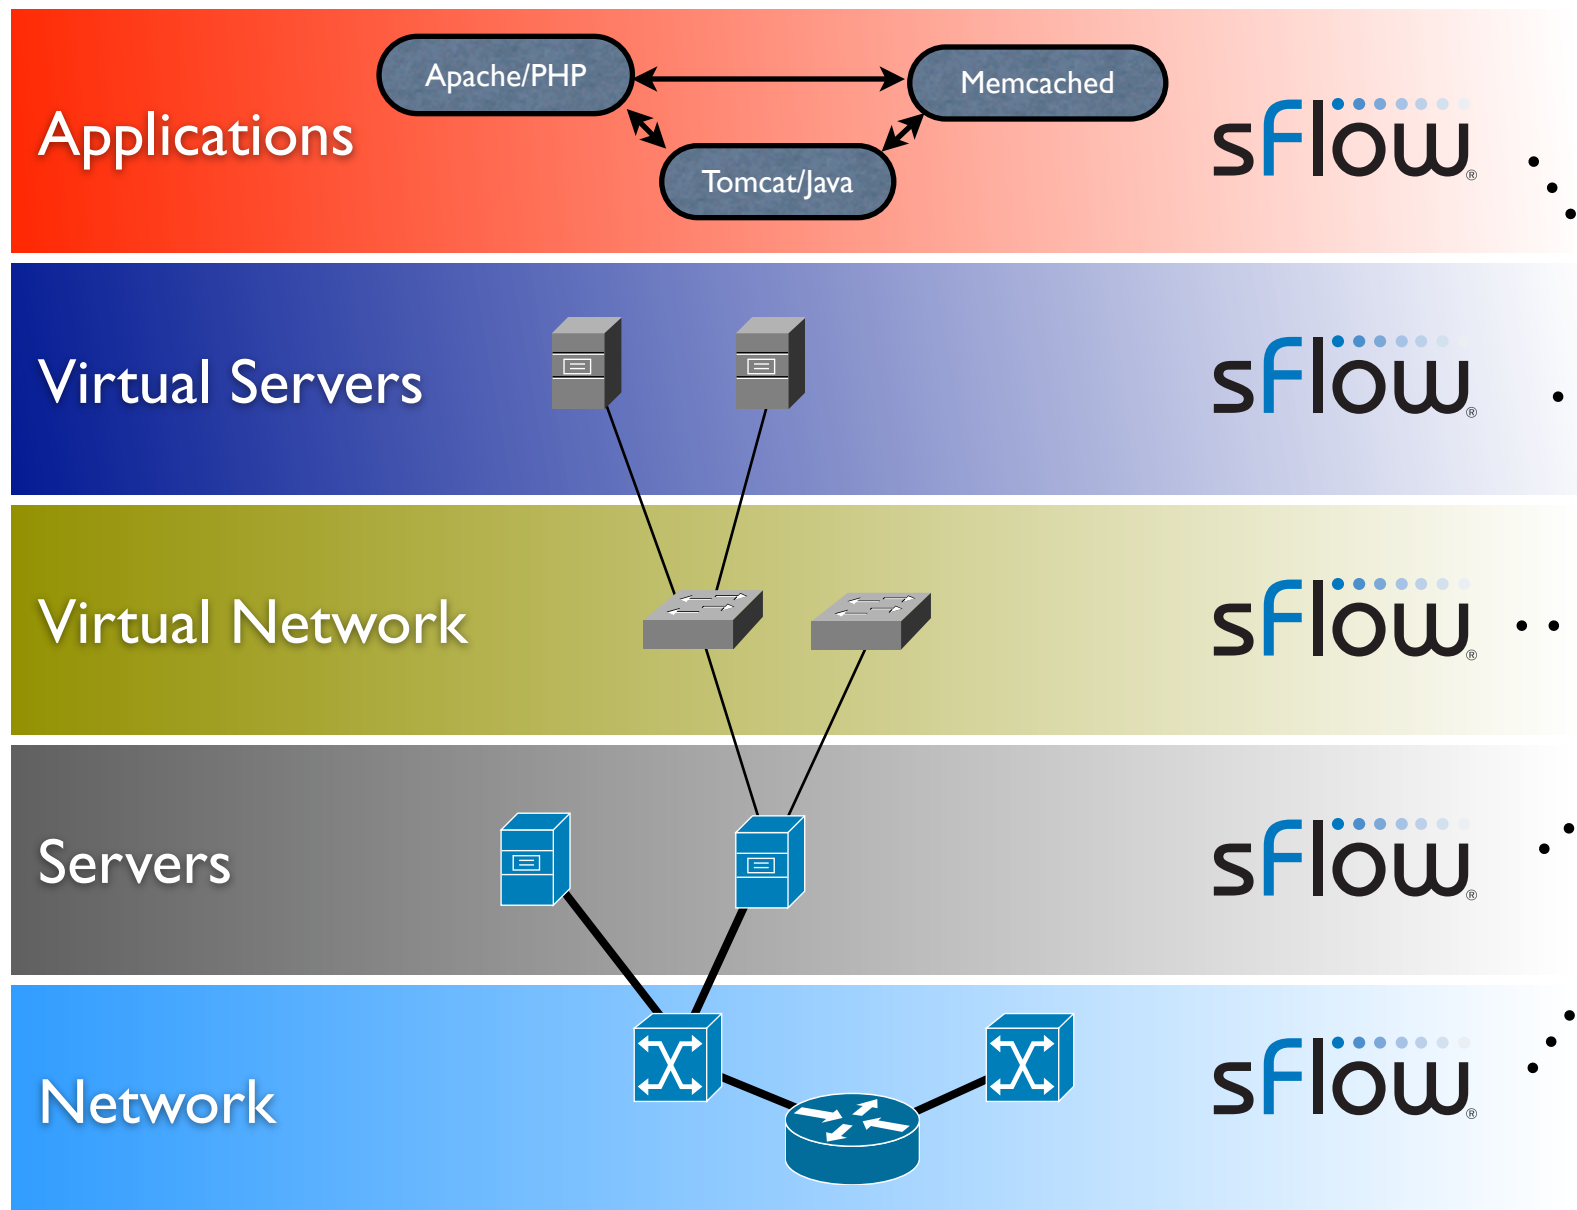 Apache/PHP
Memcached
Applications
Tomcat/Java
sFlow®
Virtual Servers
sFlow®
Virtual Network
sFlow®
Servers
sFlow®
Network
sFlow®